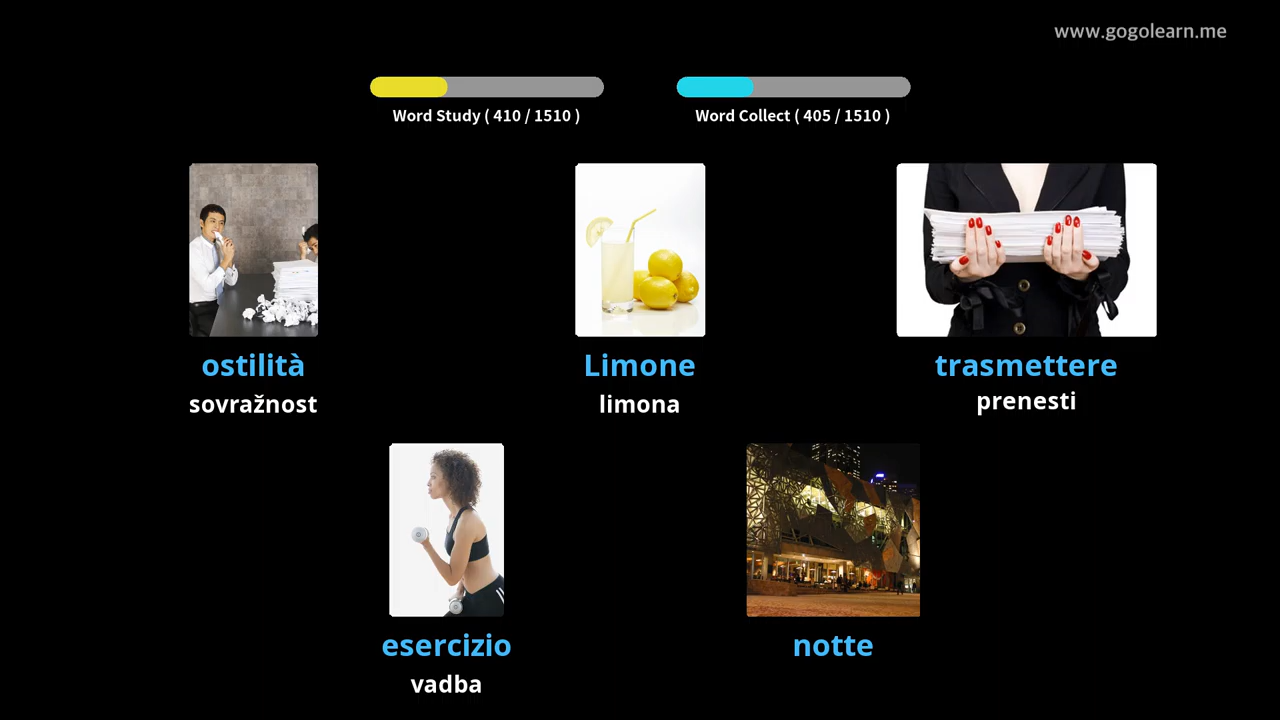 www.gogolearn.me
Word Study ( 410 / 1510 )
Word Collect ( 405 / 1510 )
ostilità
sovražnost
Limone
limona
trasmettere
prenesti
esercizio
vadba
notte